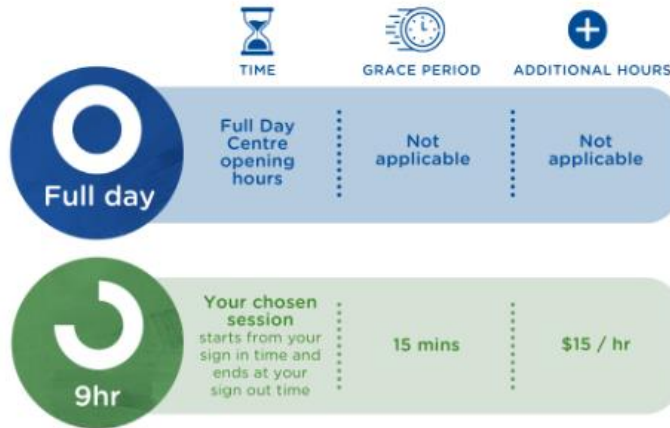 TIME
GRACE PERIOD
ADDITIONAL HOURS
Full day
Full Day
Centre
opening
hours
Not
applicable
Not
applicable
9hr
Your chosen
session
starts from your
sign in time and
ends at your
sign out time
15 mins
$15 / hr